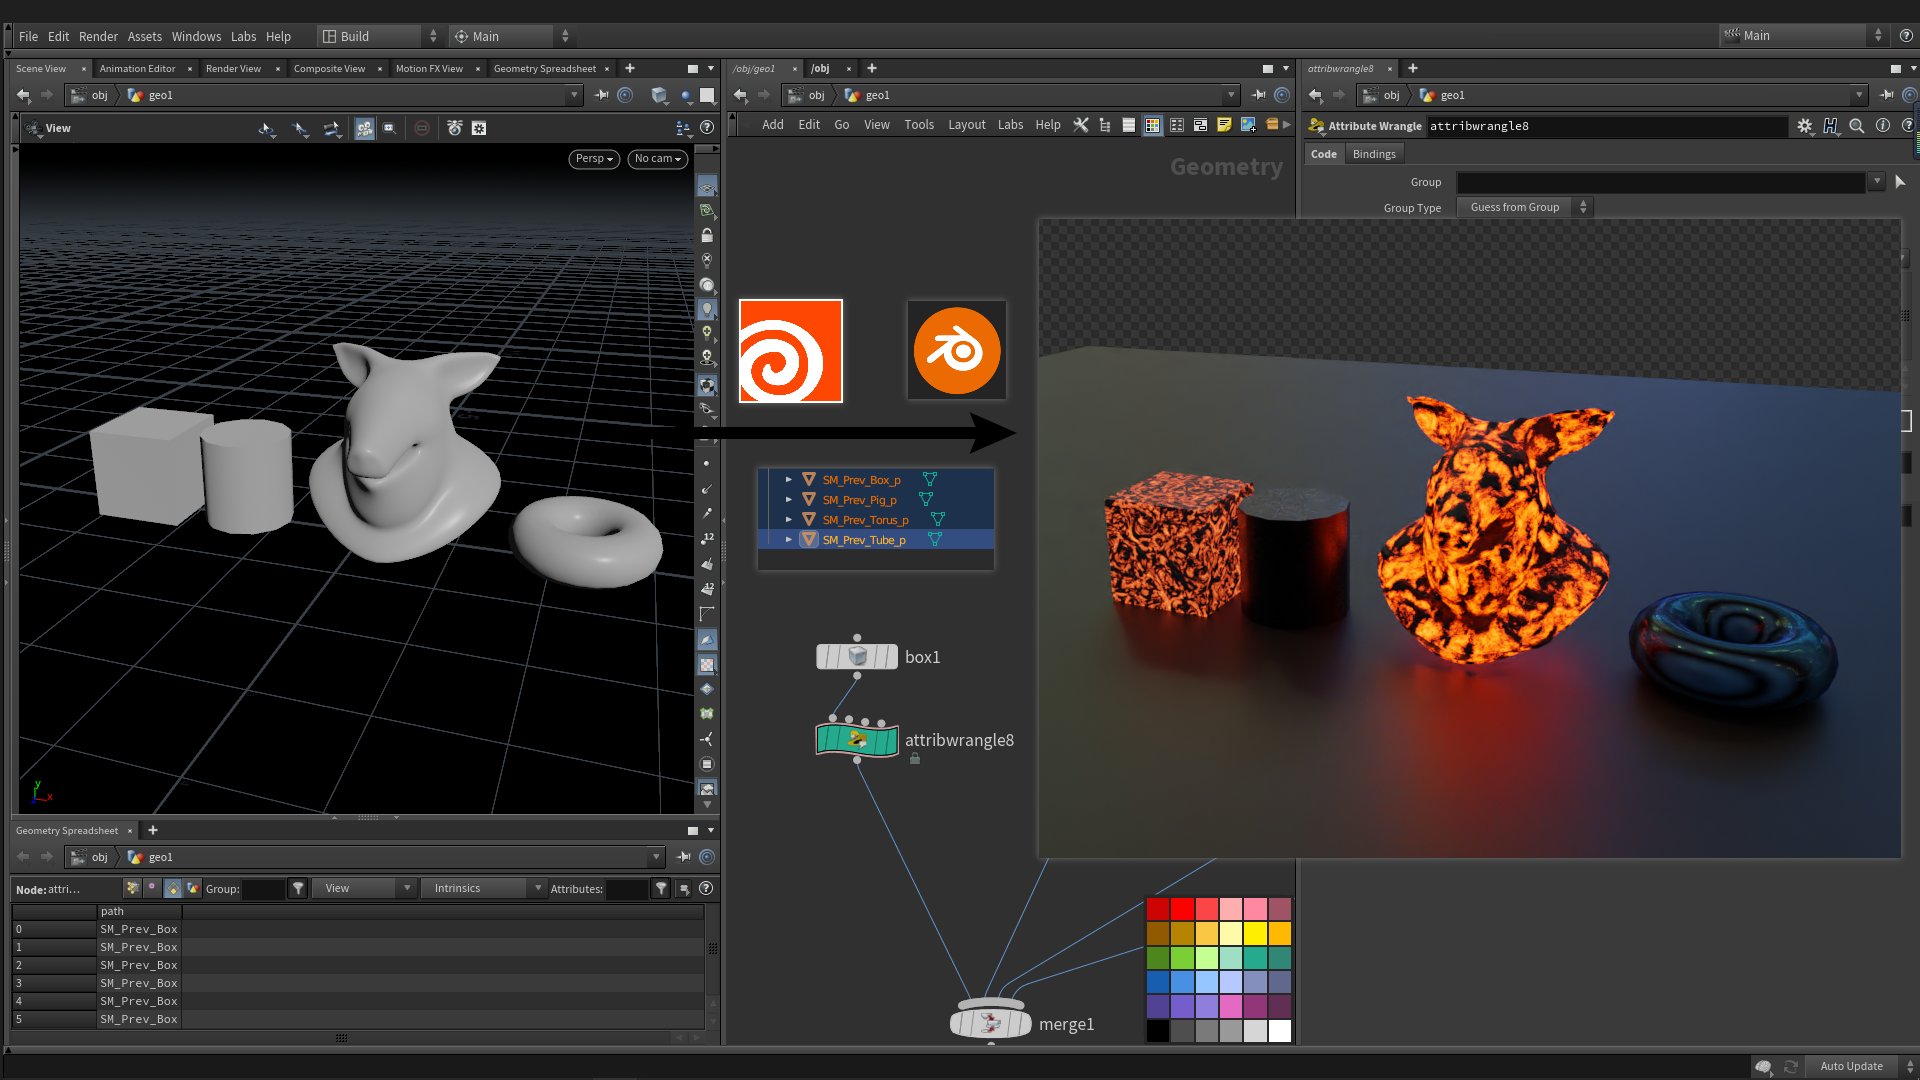 File Edit Render Assets Windows Labs Help Build Main Main
Scene View × Animation Editor × Render View × Composite View × Motion FX View × Geometry Spreadsheet ×
obj geo1
View
Persp No cam
12
12
y
x
Geometry Spreadsheet ×
obj geo1
Node: attri... Group: View Intrinsics Attributes:
path
0 SM_Prev_Box
1 SM_Prev_Box
2 SM_Prev_Box
3 SM_Prev_Box
4 SM_Prev_Box
5 SM_Prev_Box
/obj/geo1 × /obj ×
obj geo1
Add Edit Go View Tools Layout Labs Help
Geometry
SM_Prev_Box_p
SM_Prev_Pig_p
SM_Prev_Torus_p
SM_Prev_Tube_p
box1
attribwrangle8
merge1
attribwrangle8 ×
obj geo1
Attribute Wrangle attribwrangle8
Code Bindings
Group
Group Type Guess from Group
Auto Update